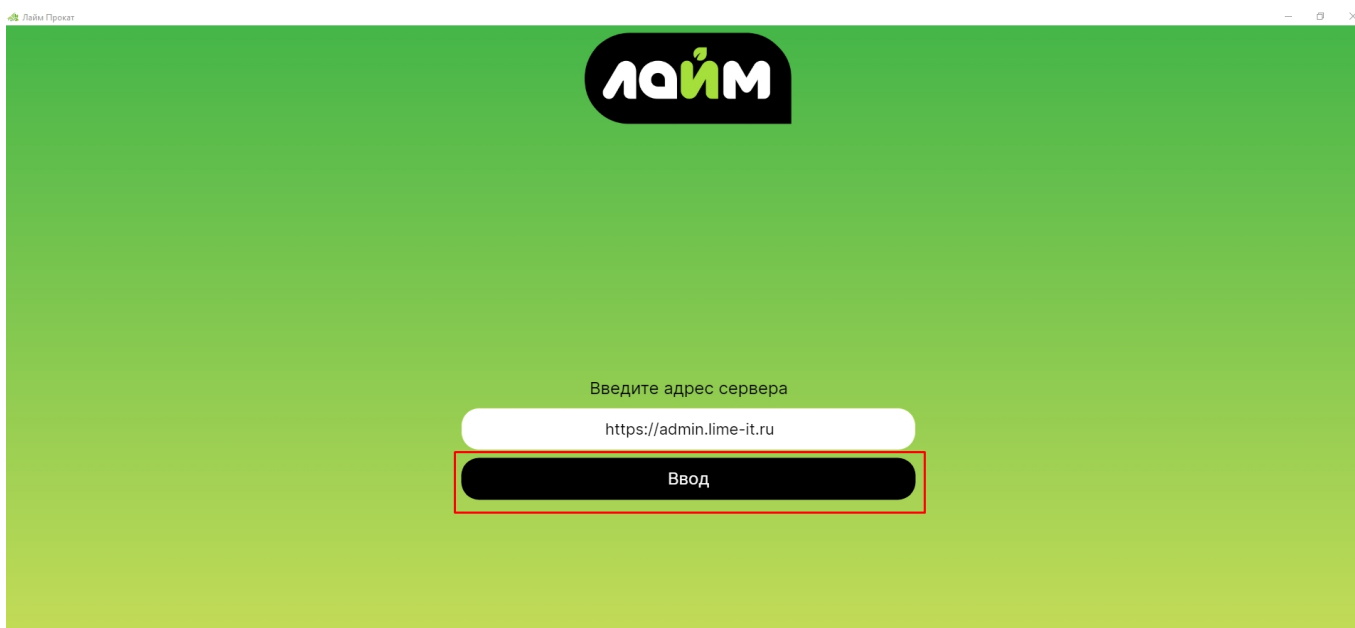 Лайм Прокат
лайм
Введите адрес сервера
https://admin.lime-it.ru
Ввод